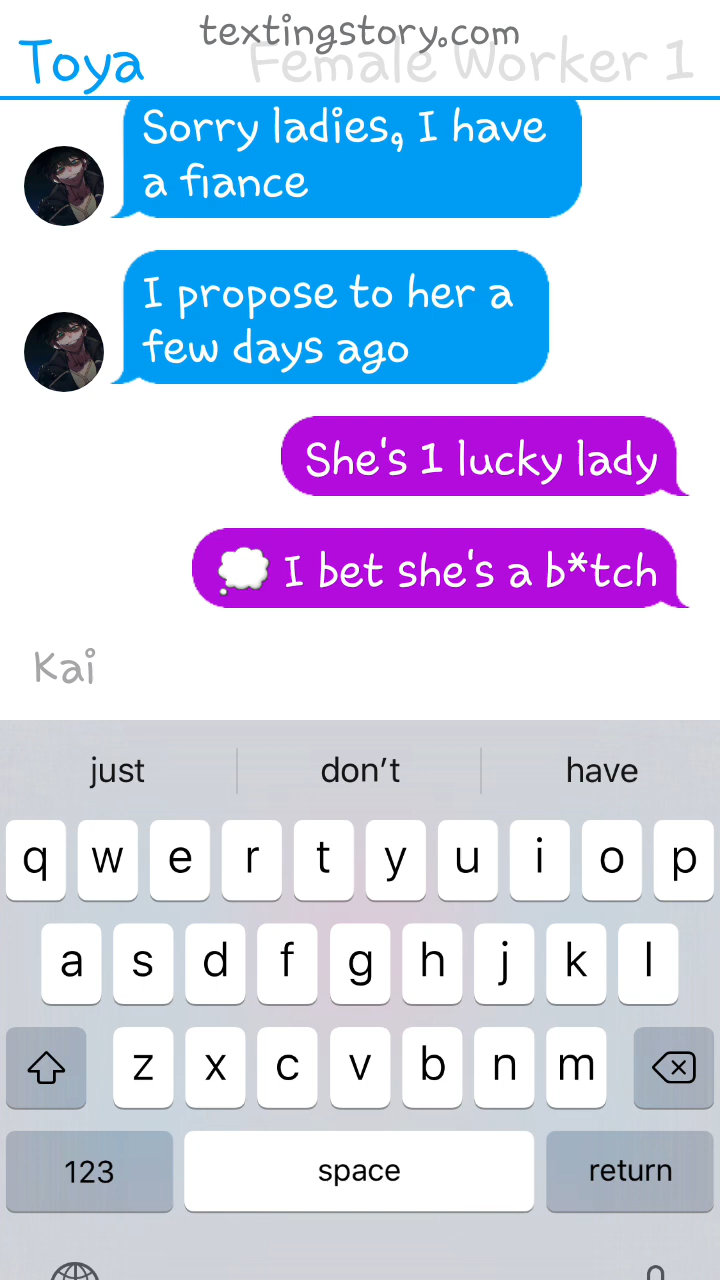 textingstory.com
Toya
Female Worker 1
Sorry ladies, I have
a fiance
I propose to her a
few days ago
She's 1 lucky lady
💭 I bet she's a b*tch
Kai
just don't have
q w e r t y u i o p
a s d f g h j k l
z x c v b n m
123 space return